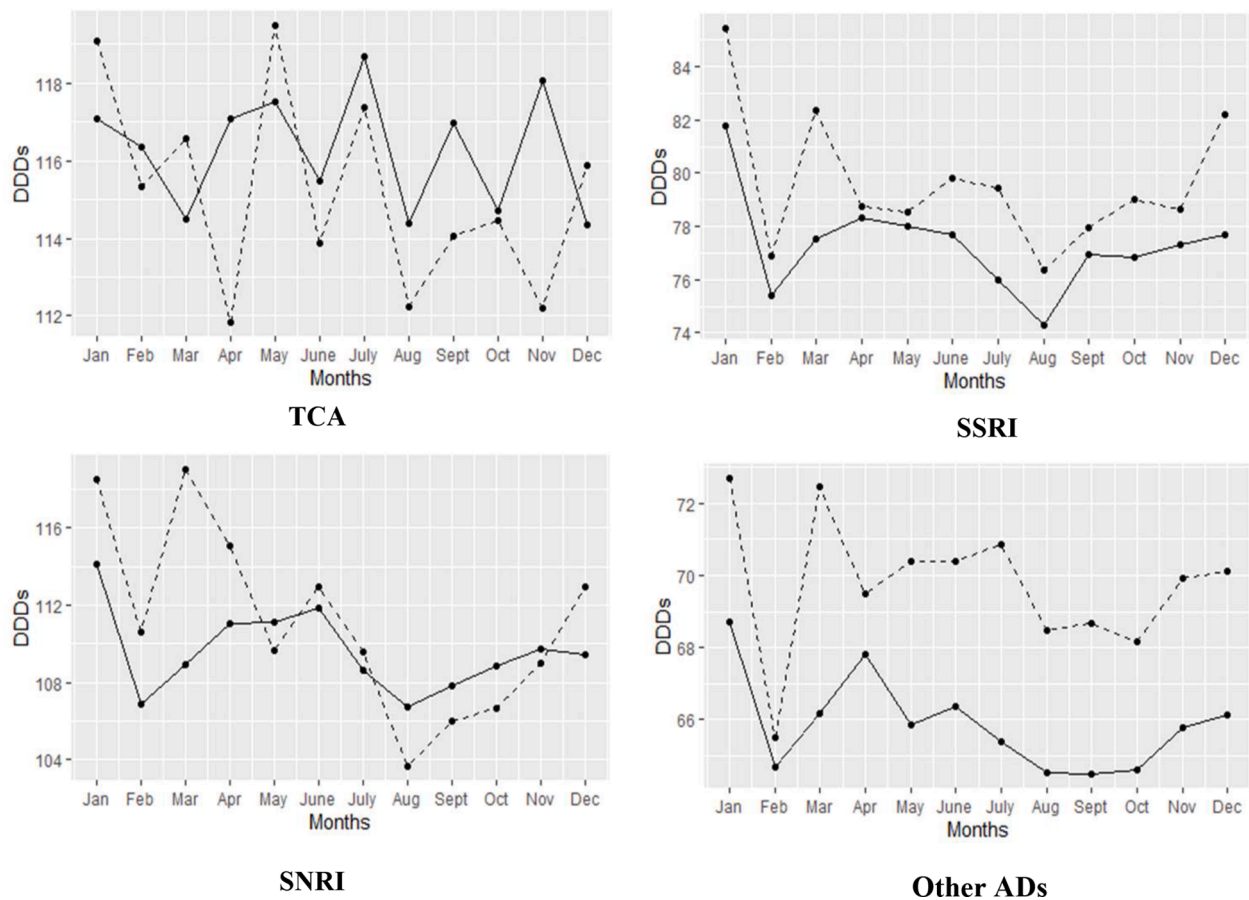 118
116
114
112
DDDs
Jan Feb Mar Apr May June July Aug Sept Oct Nov Dec
Months
TCA
84
82
80
78
76
74
DDDs
Jan Feb Mar Apr May June July Aug Sept Oct Nov Dec
Months
SSRI
116
112
108
104
DDDs
Jan Feb Mar Apr May June July Aug Sept Oct Nov Dec
Months
SNRI
72
70
68
66
DDDs
Jan Feb Mar Apr May June July Aug Sept Oct Nov Dec
Months
Other ADs